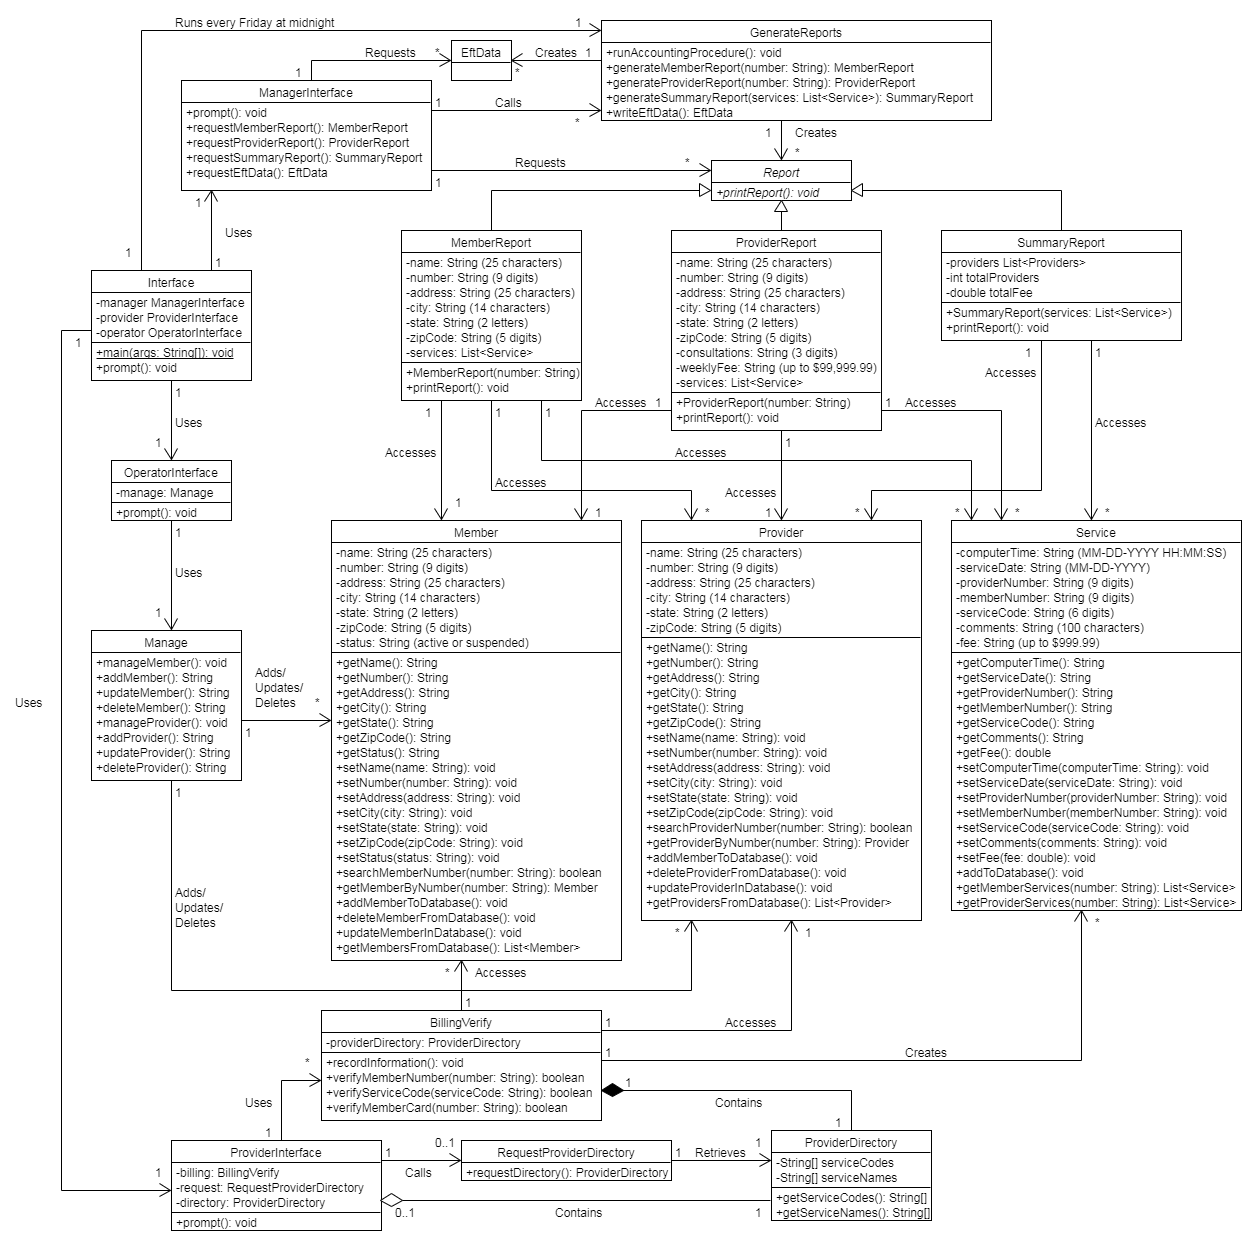 Runs every Friday at midnight
1
1
GenerateReports
+runAccountingProcedure(): void
+generateMemberReport(number: String): MemberReport
+generateProviderReport(number: String): ProviderReport
+generateSummaryReport(services: List<Service>): SummaryReport
+writeEftData(): EftData
Requests
1
*
EftData
Creates
1
*
ManagerInterface
+prompt(): void
+requestMemberReport(): MemberReport
+requestProviderReport(): ProviderReport
+requestSummaryReport(): SummaryReport
+requestEftData(): EftData
1
Calls
*
1
Creates
*
Requests
1
*
Report
+printReport(): void
1
Uses
1
Interface
-manager ManagerInterface
-provider ProviderInterface
-operator OperatorInterface
+main(args: String[]): void
+prompt(): void
1
MemberReport
-name: String (25 characters)
-number: String (9 digits)
-address: String (25 characters)
-city: String (14 characters)
-state: String (2 letters)
-zipCode: String (5 digits)
-services: List<Service>
+MemberReport(number: String)
+printReport(): void
ProviderReport
-name: String (25 characters)
-number: String (9 digits)
-address: String (25 characters)
-city: String (14 characters)
-state: String (2 letters)
-zipCode: String (5 digits)
-consultations: String (3 digits)
-weeklyFee: String (up to $99,999.99)
-services: List<Service>
+ProviderReport(number: String)
+printReport(): void
SummaryReport
-providers List<Providers>
-int totalProviders
-double totalFee
+SummaryReport(services: List<Service>)
+printReport(): void
1
1
Accesses
Accesses
1
Uses
1
OperatorInterface
-manage: Manage
+prompt(): void
1
Uses
1
1
1
1
Accesses
1
1
Accesses
Accesses
Accesses
Accesses
1
Accesses
1
1
*
1
*
*
*
*
Manage
+manageMember(): void
+addMember(): String
+updateMember(): String
+deleteMember(): String
+manageProvider(): void
+addProvider(): String
+updateProvider(): String
+deleteProvider(): String
Adds/
Updates/
Deletes
*
1
1
Adds/
Updates/
Deletes
Uses
Member
-name: String (25 characters)
-number: String (9 digits)
-address: String (25 characters)
-city: String (14 characters)
-state: String (2 letters)
-zipCode: String (5 digits)
-status: String (active or suspended)
+getName(): String
+getNumber(): String
+getAddress(): String
+getCity(): String
+getState(): String
+getZipCode(): String
+getStatus(): String
+setName(name: String): void
+setNumber(number: String): void
+setAddress(address: String): void
+setCity(city: String): void
+setState(state: String): void
+setZipCode(zipCode: String): void
+setStatus(status: String): void
+searchMemberNumber(number: String): boolean
+getMemberByNumber(number: String): Member
+addMemberToDatabase(): void
+deleteMemberFromDatabase(): void
+updateMemberInDatabase(): void
+getMembersFromDatabase(): List<Member>
Provider
-name: String (25 characters)
-number: String (9 digits)
-address: String (25 characters)
-city: String (14 characters)
-state: String (2 letters)
-zipCode: String (5 digits)
+getName(): String
+getNumber(): String
+getAddress(): String
+getCity(): String
+getState(): String
+getZipCode(): String
+setName(name: String): void
+setNumber(number: String): void
+setAddress(address: String): void
+setCity(city: String): void
+setState(state: String): void
+setZipCode(zipCode: String): void
+searchProviderNumber(number: String): boolean
+getProviderByNumber(number: String): Provider
+addMemberToDatabase(): void
+deleteProviderFromDatabase(): void
+updateProviderInDatabase(): void
+getProvidersFromDatabase(): List<Provider>
Service
-computerTime: String (MM-DD-YYYY HH:MM:SS)
-serviceDate: String (MM-DD-YYYY)
-providerNumber: String (9 digits)
-memberNumber: String (9 digits)
-serviceCode: String (6 digits)
-comments: String (100 characters)
-fee: String (up to $999.99)
+getComputerTime(): String
+getServiceDate(): String
+getProviderNumber(): String
+getMemberNumber(): String
+getServiceCode(): String
+getComments(): String
+getFee(): double
+setComputerTime(computerTime: String): void
+setServiceDate(serviceDate: String): void
+setProviderNumber(providerNumber: String): void
+setMemberNumber(memberNumber: String): void
+setServiceCode(serviceCode: String): void
+setComments(comments: String): void
+setFee(fee: double): void
+addToDatabase(): void
+getMemberServices(number: String): List<Service>
+getProviderServices(number: String): List<Service>
*
1
*
*
Accesses
1
BillingVerify
-providerDirectory: ProviderDirectory
+recordInformation(): void
+verifyMemberNumber(number: String): boolean
+verifyServiceCode(serviceCode: String): boolean
+verifyMemberCard(number: String): boolean
1
Accesses
1
Creates
1
Contains
1
*
Uses
1
1
ProviderInterface
-billing: BillingVerify
-request: RequestProviderDirectory
-directory: ProviderDirectory
+prompt(): void
1
Calls
0..1
RequestProviderDirectory
+requestDirectory(): ProviderDirectory
1
Retrieves
1
ProviderDirectory
-String[] serviceCodes
-String[] serviceNames
+getServiceCodes(): String[]
+getServiceNames(): String[]
0..1
Contains
1